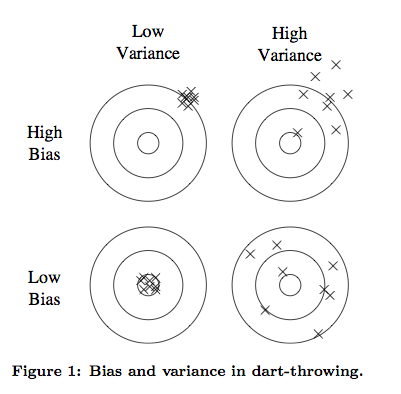 Low
Variance
High
Variance
High
Bias
Low
Bias
Figure 1: Bias and variance in dart-throwing.